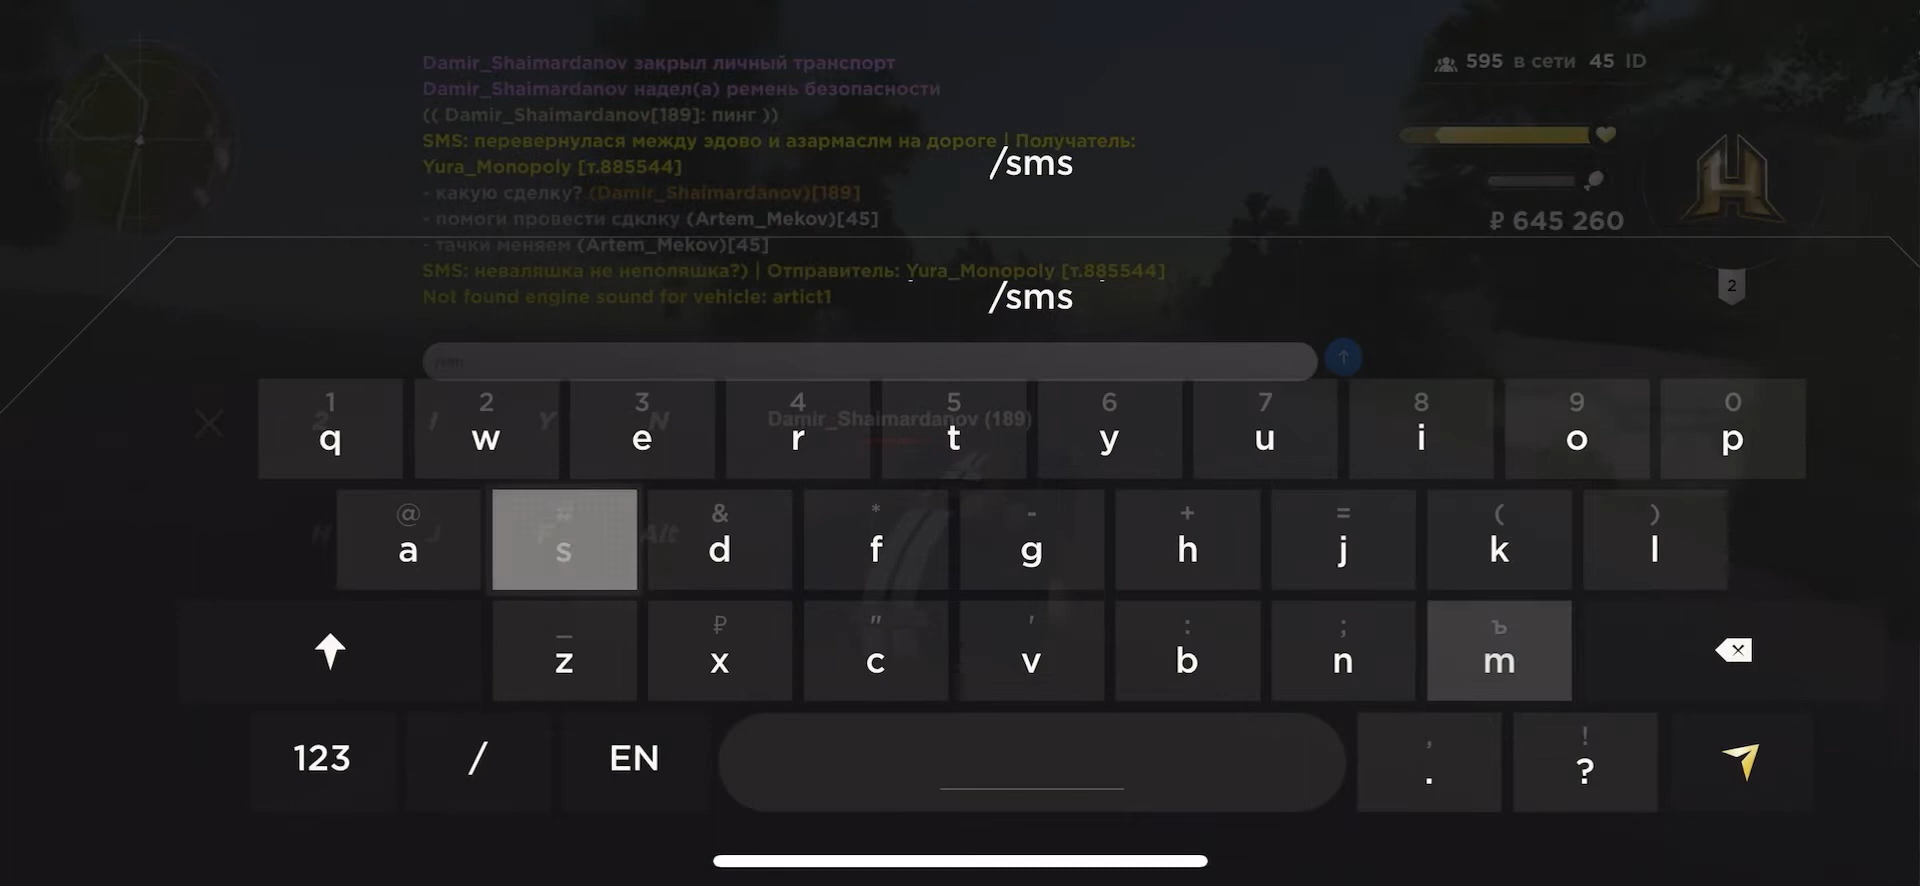 Damir_Shaimardanov закрыл личный транспорт
Damir_Shaimardanov надел(а) ремень безопасности
(( Damir_Shaimardanov[189]: пинг ))
SMS: перевернулася между эдово и азармаслм на дороге | Получатель:
Yura_Monopoly [т.885544]
- какую сделку? (Damir_Shaimardanov)[189]
- помоги провести сдклку (Artem_Mekov)[45]
- тачки меняем (Artem_Mekov)[45]
SMS: неваляшка не неполяшка?) | Отправитель: Yura_Monopoly [т.885544]
Not found engine sound for vehicle: artict1
595 в сети 45 ID
₽ 645 260
2
/sms
/sms
Damir_Shaimardanov (189)
1 2 3 4 5 6 7 8 9 0
q w e r t y u i o p
@ # & * - + = ( )
a s d f g h j k l
_ ₽ " ' : ; ъ
z x c v b n m
123 / EN , . ! ?
Y N
H J F Alt